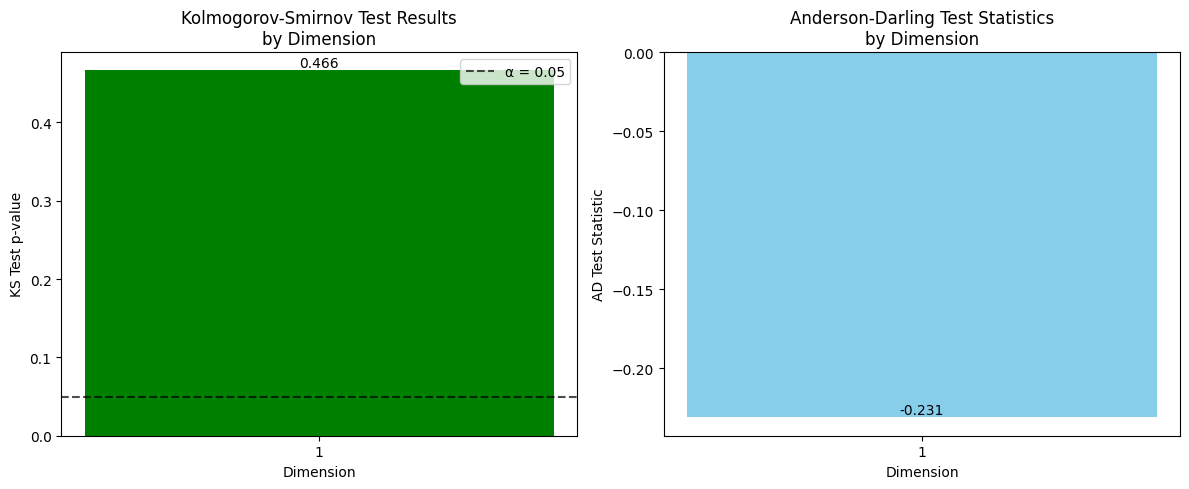 Kolmogorov-Smirnov Test Results
by Dimension
0.466
α = 0.05
0.4
0.3
0.2
0.1
0.0
KS Test p-value
1
Dimension
Anderson-Darling Test Statistics
by Dimension
0.00
−0.05
−0.10
−0.15
−0.20
AD Test Statistic
-0.231
1
Dimension